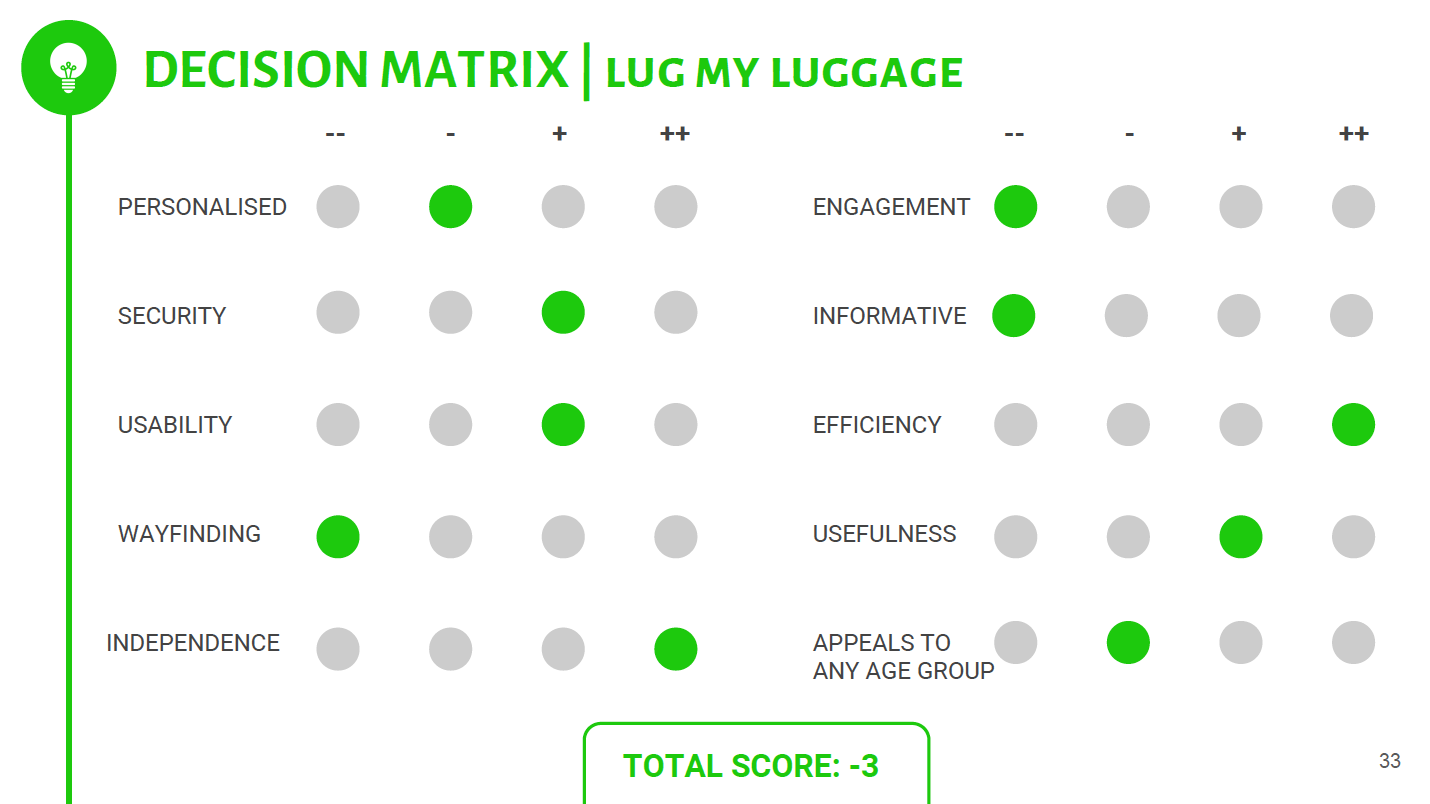 DECISION MATRIX | LUG MY LUGGAGE
-- - + ++
-- - + ++
PERSONALISED
SECURITY
USABILITY
WAYFINDING
INDEPENDENCE
ENGAGEMENT
INFORMATIVE
EFFICIENCY
USEFULNESS
APPEALS TO
ANY AGE GROUP
TOTAL SCORE: -3
33